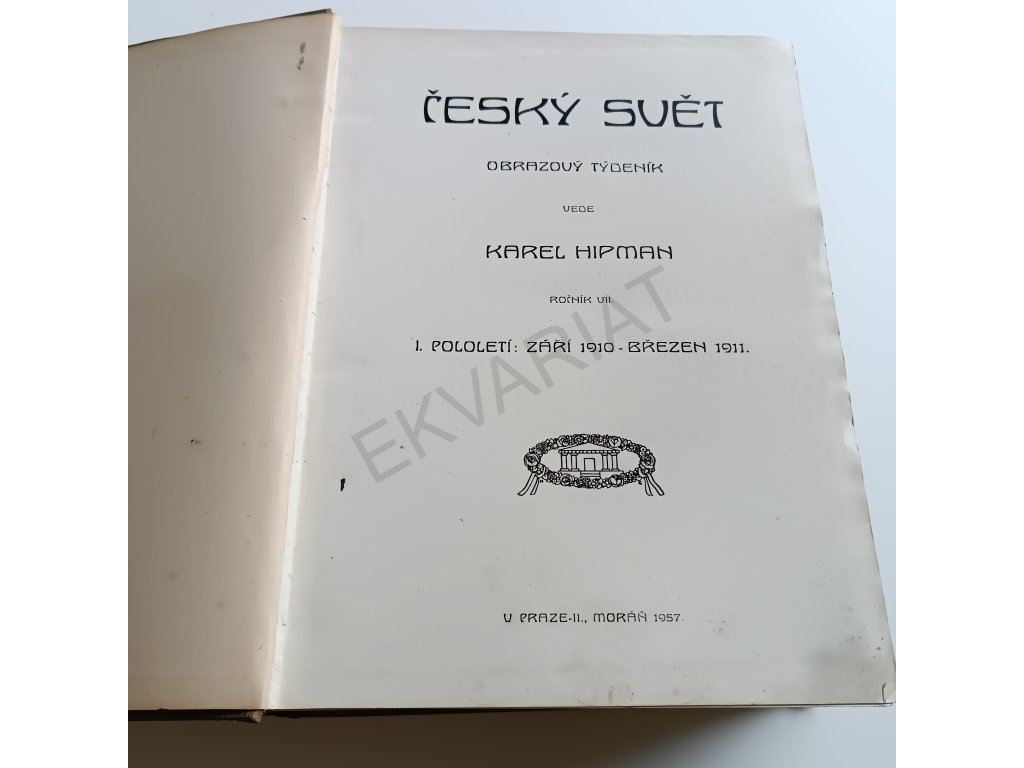 ČESKÝ SVĚT
OBRAZOVÝ TÝDENÍK
VEDE
KAREL HIPMAN
ROČNÍK VII.
I. POLOLETÍ: ZÁŘÍ 1910 - BŘEZEN 1911.
EKVARIAT
V PRAZE-II., MORÁŇ 1957.